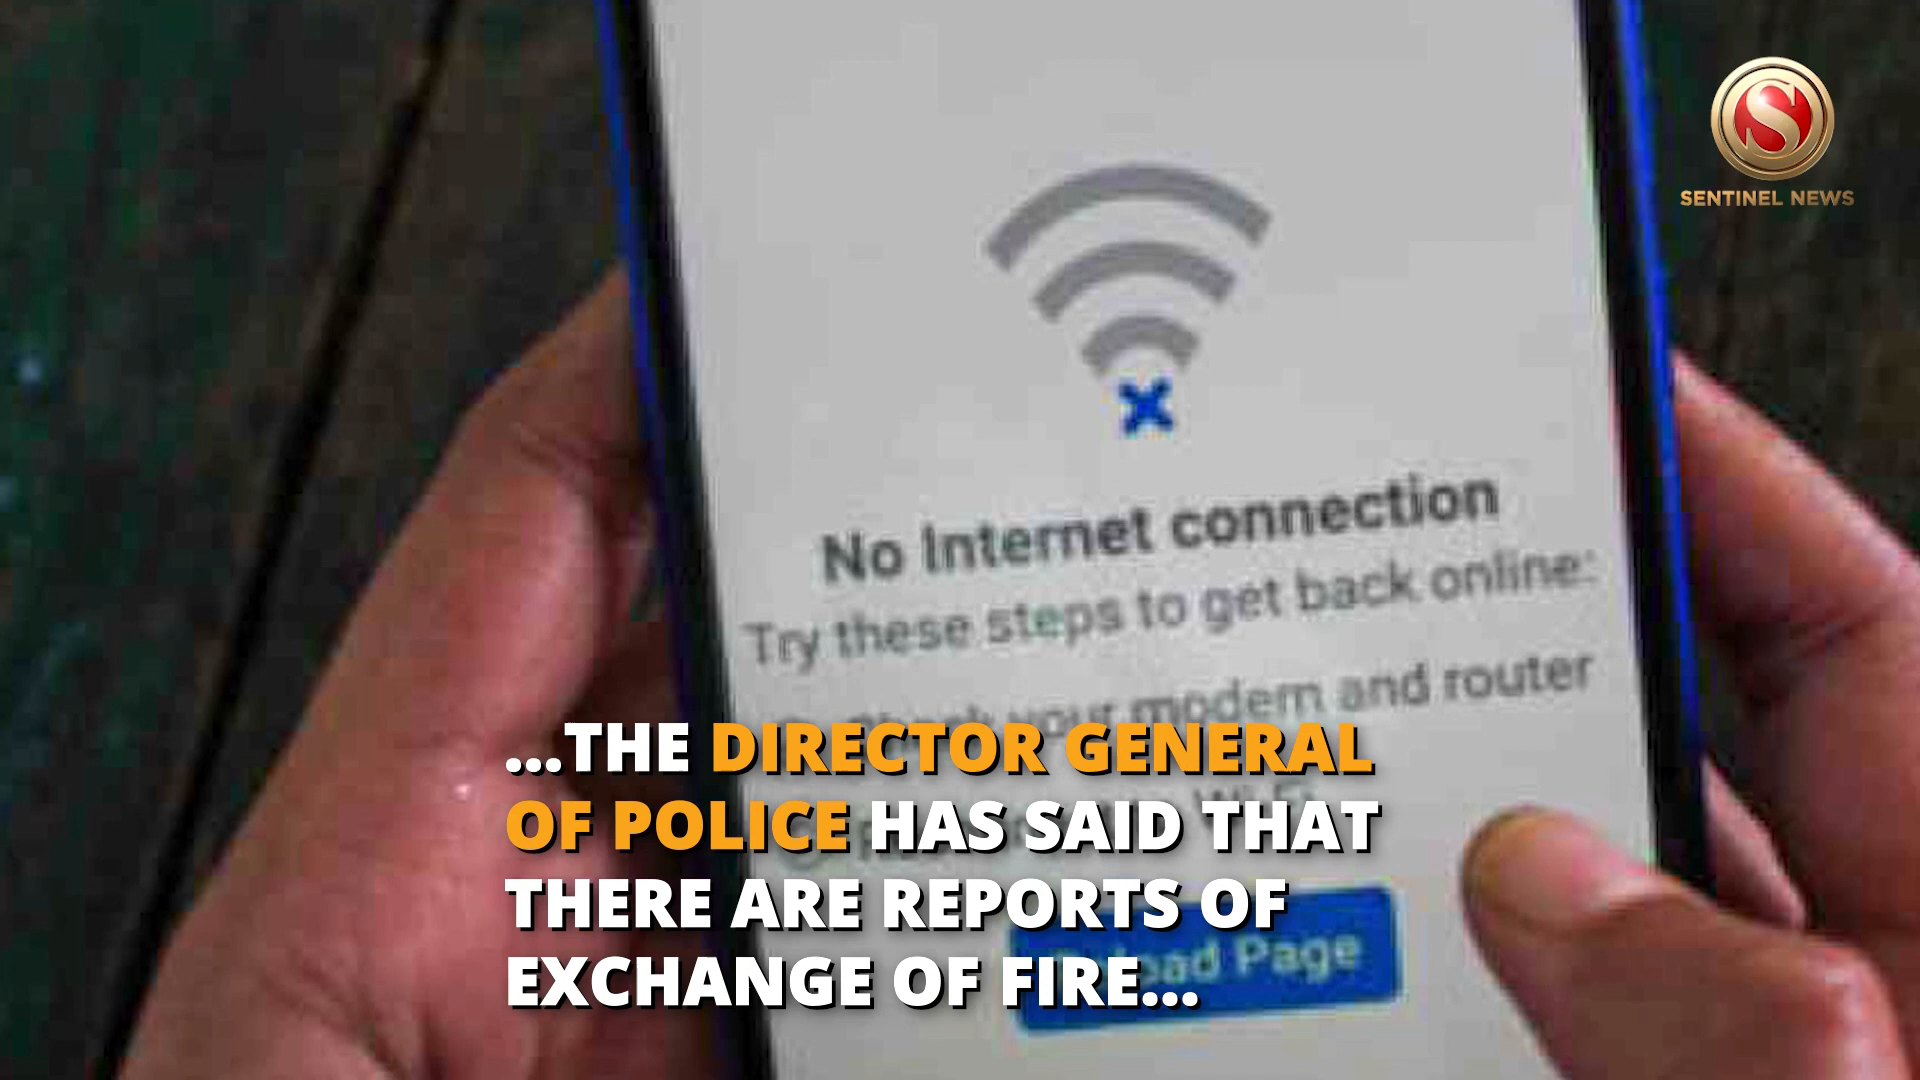 SENTINEL NEWS
No Internet connection
Try these steps to get back online:
your modem and router
...THE DIRECTOR GENERAL
OF POLICE HAS SAID THAT
THERE ARE REPORTS OF
EXCHANGE OF FIRE...
Page